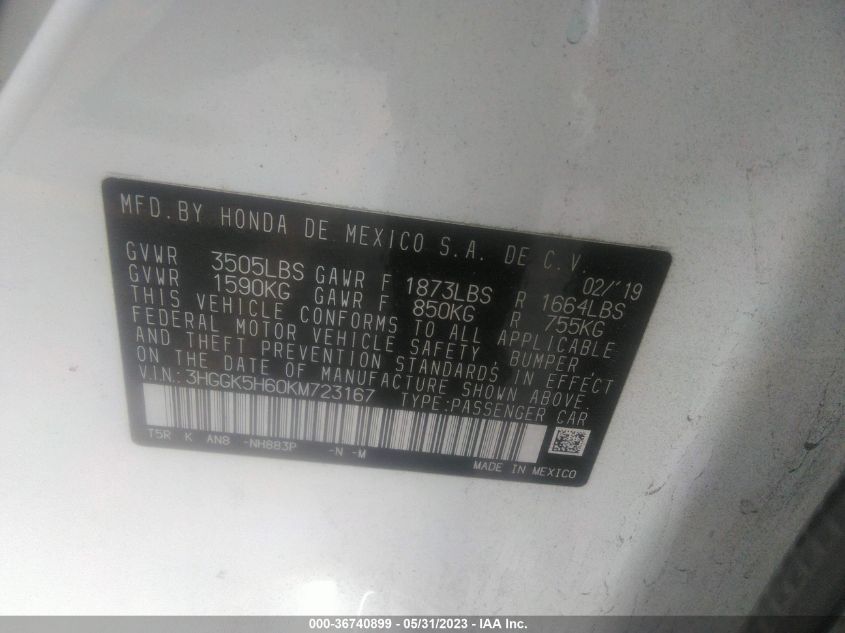 MFD.BY HONDA DE MEXICO S.A. DE C.V.
02/'19
GVWR 3505LBS GAWR F 1873LBS R 1664LBS
GVWR 1590KG GAWR F 850KG R 755KG
THIS VEHICLE CONFORMS TO ALL APPLICABLE
FEDERAL MOTOR VEHICLE SAFETY, BUMPER,
AND THEFT PREVENTION STANDARDS IN EFFECT
ON THE DATE OF MANUFACTURE SHOWN ABOVE
VIN:3HGGK5H60KM723167 TYPE:PASSENGER CAR
T5R K AN8 -NH883P -N -M
MADE IN MEXICO
000-36740899 - 05/31/2023 - IAA Inc.